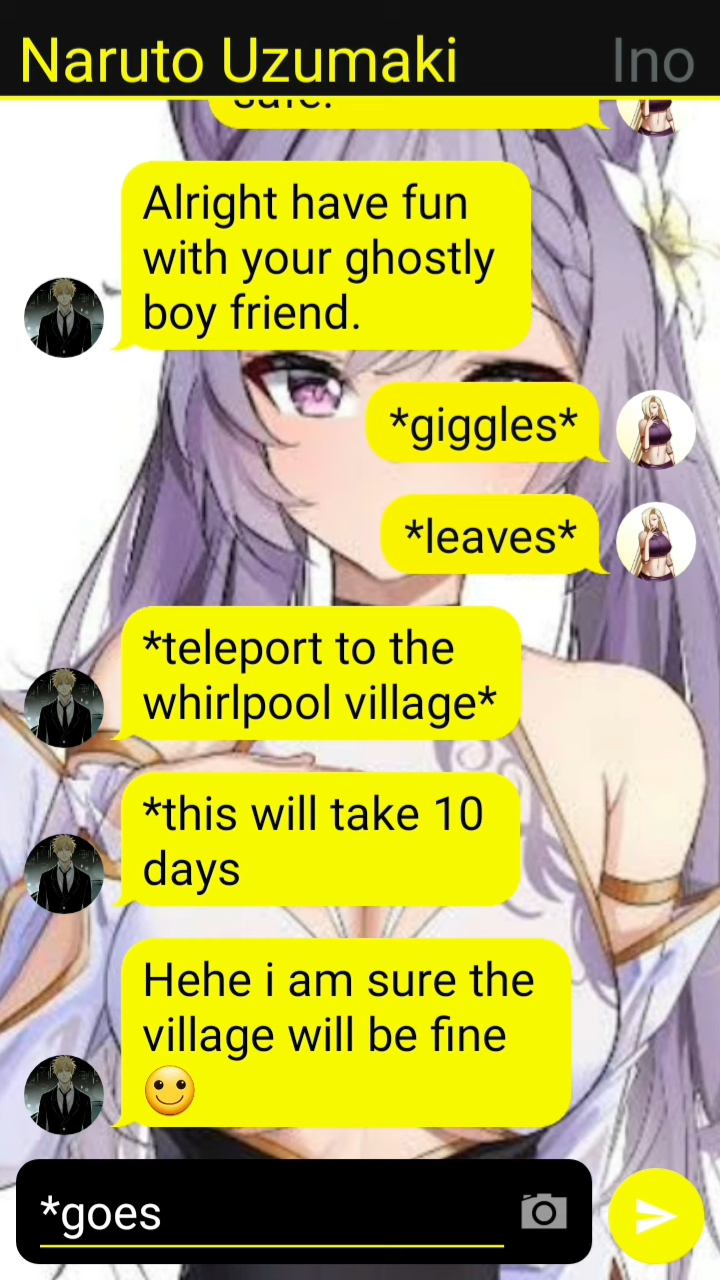 Naruto Uzumaki Ino
safe.
Alright have fun
with your ghostly
boy friend.
*giggles*
*leaves*
*teleport to the
whirlpool village*
*this will take 10
days
Hehe i am sure the
village will be fine
🙂
*goes